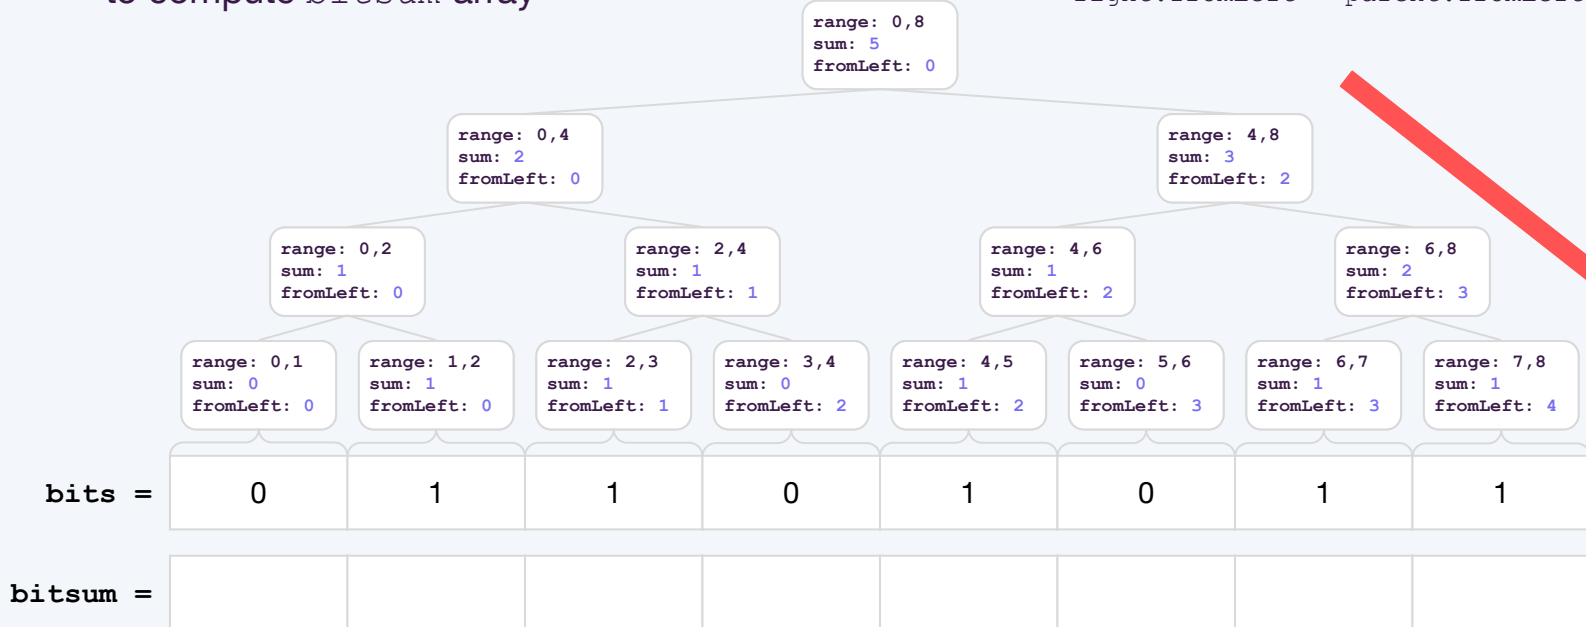 to compute bitsum array
range: 0,8
sum: 5
fromLeft: 0
range: 0,4
sum: 2
fromLeft: 0
range: 4,8
sum: 3
fromLeft: 2
range: 0,2
sum: 1
fromLeft: 0
range: 2,4
sum: 1
fromLeft: 1
range: 4,6
sum: 1
fromLeft: 2
range: 6,8
sum: 2
fromLeft: 3
range: 0,1
sum: 0
fromLeft: 0
range: 1,2
sum: 1
fromLeft: 0
range: 2,3
sum: 1
fromLeft: 1
range: 3,4
sum: 0
fromLeft: 2
range: 4,5
sum: 1
fromLeft: 2
range: 5,6
sum: 0
fromLeft: 3
range: 6,7
sum: 1
fromLeft: 3
range: 7,8
sum: 1
fromLeft: 4
bits = 0 1 1 0 1 0 1 1
bitsum =